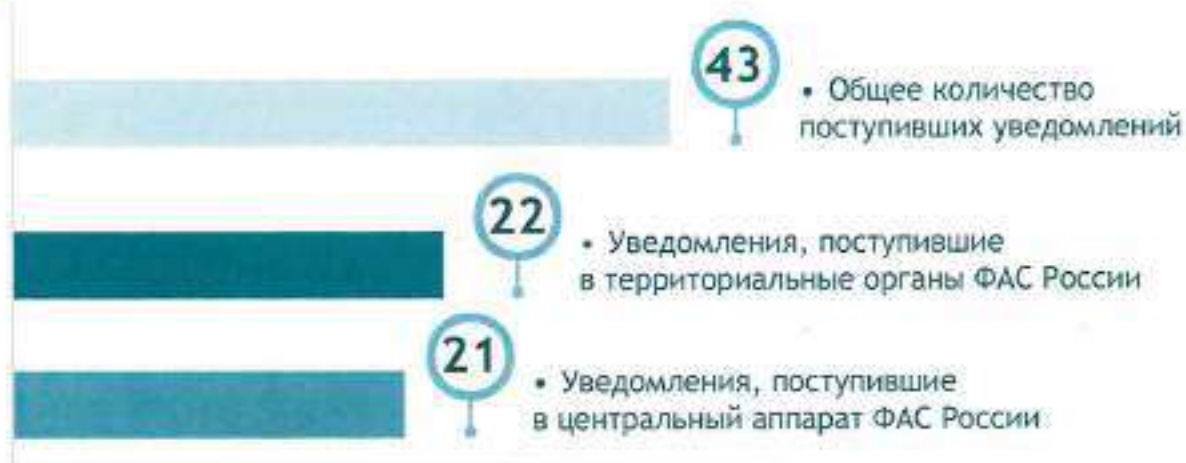 43
• Общее количество
поступивших уведомлений
22
• Уведомления, поступившие
в территориальные органы ФАС России
21
• Уведомления, поступившие
в центральный аппарат ФАС России